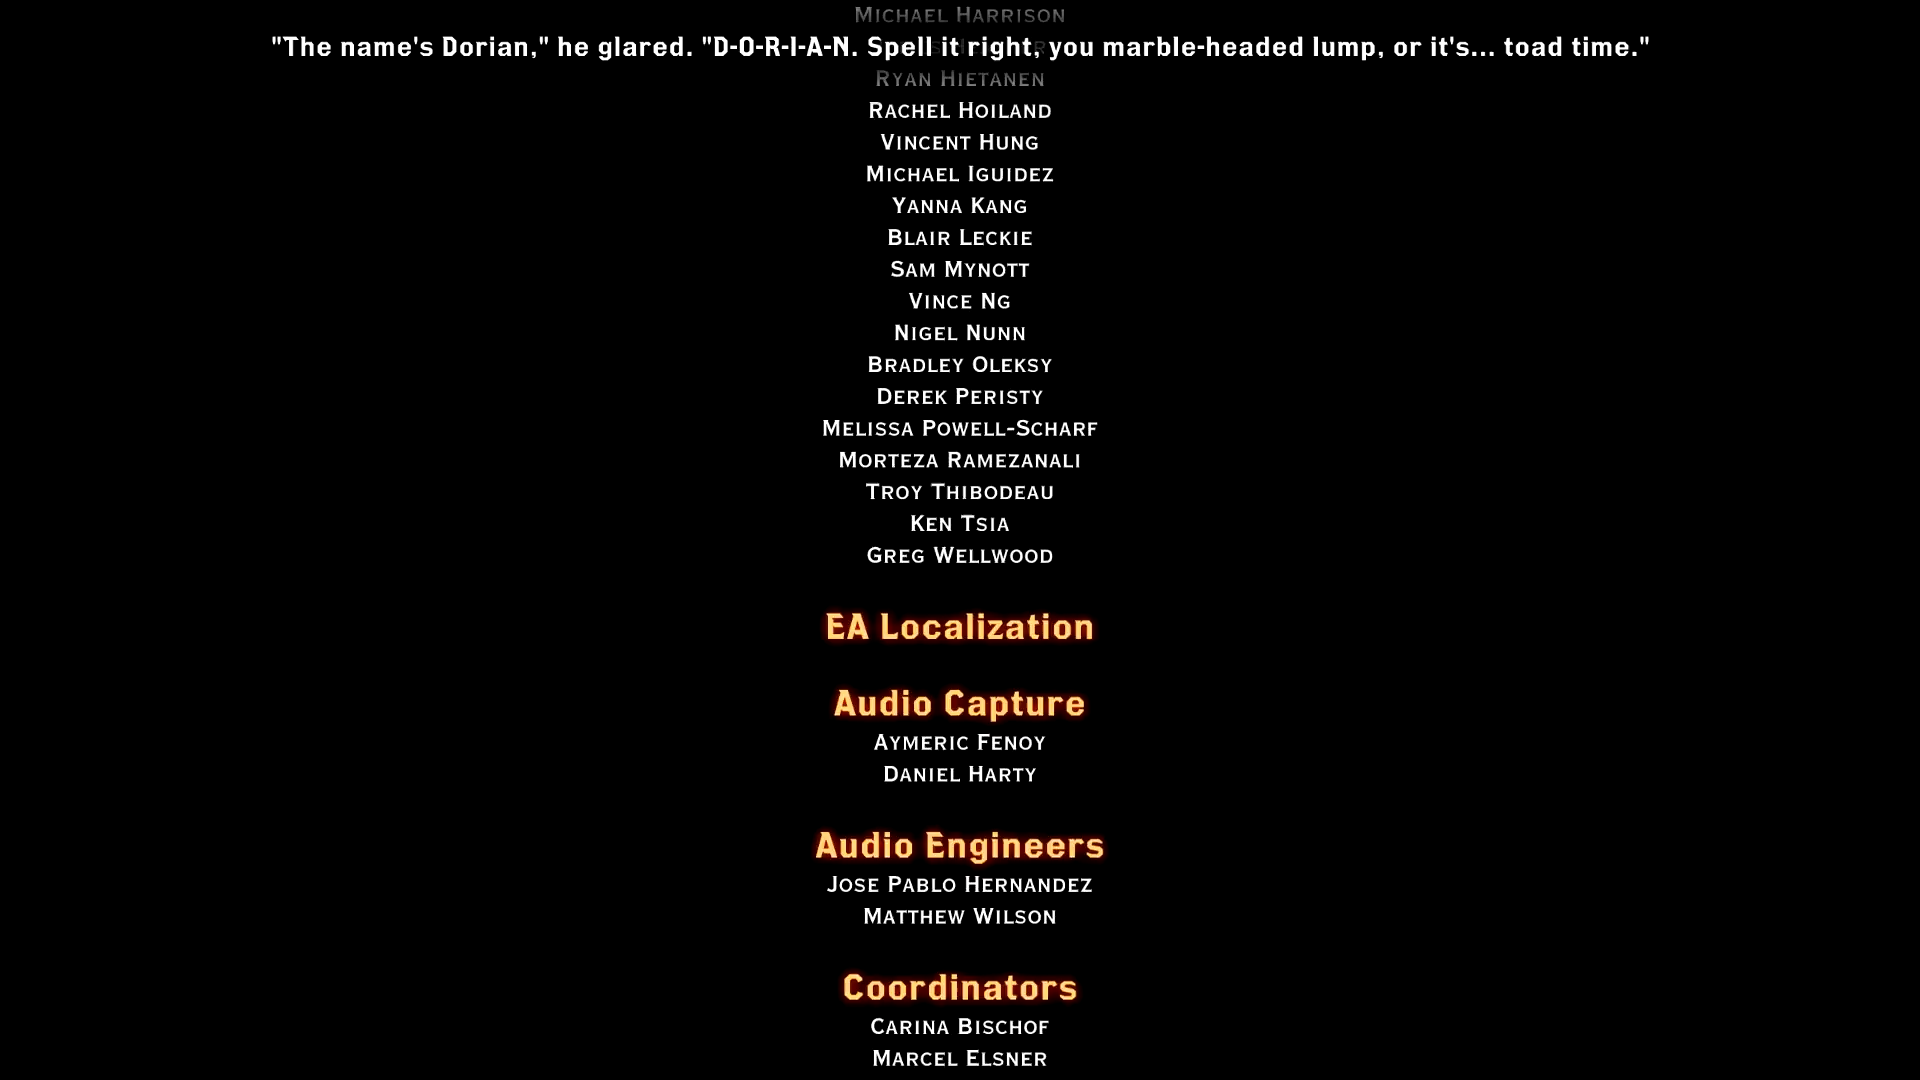 Michael Harrison
"The name's Dorian," he glared. "D-O-R-I-A-N. Spell it right, you marble-headed lump, or it's... toad time."
Ryan Hietanen
Rachel Hoiland
Vincent Hung
Michael Iguidez
Yanna Kang
Blair Leckie
Sam Mynott
Vince Ng
Nigel Nunn
Bradley Oleksy
Derek Peristy
Melissa Powell-Scharf
Morteza Ramezanali
Troy Thibodeau
Ken Tsia
Greg Wellwood
EA Localization
Audio Capture
Aymeric Fenoy
Daniel Harty
Audio Engineers
Jose Pablo Hernandez
Matthew Wilson
Coordinators
Carina Bischof
Marcel Elsner